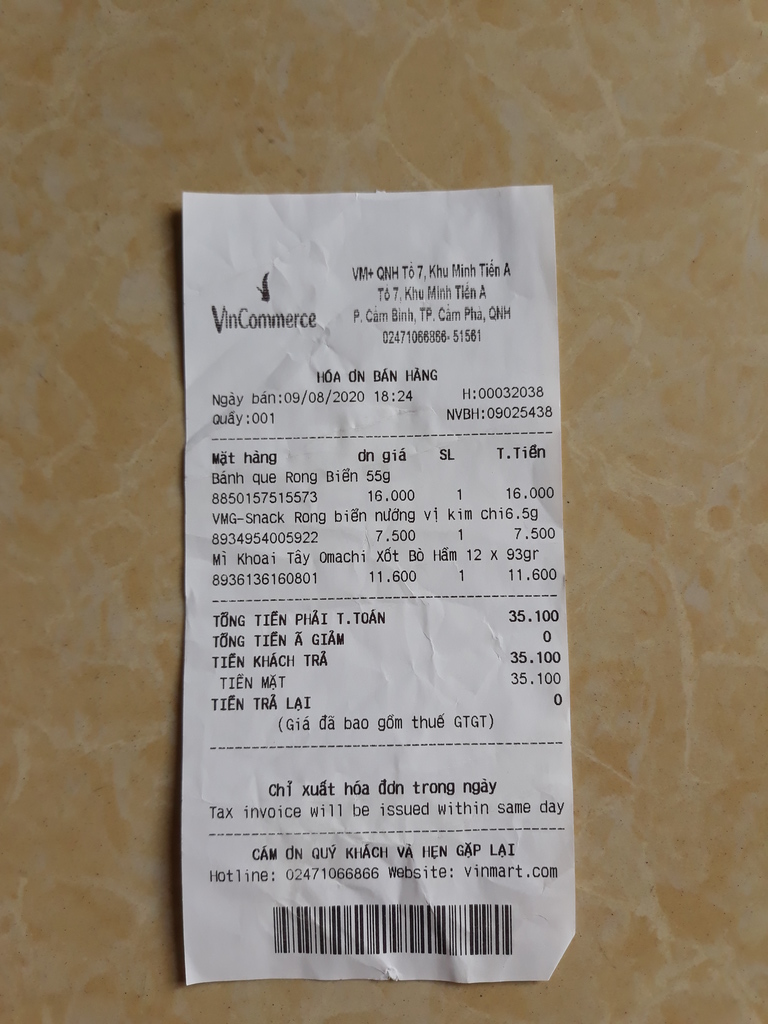 VinCommerce
VM+ QNH Tổ 7, Khu Minh Tiến A
Tổ 7, Khu Minh Tiến A
P. Cẩm Bình, TP. Cẩm Phả, QNH
02471066866- 51561
HÓA ƠN BÁN HÀNG
Ngày bán:09/08/2020 18:24 H:00032038
Quầy:001 NVBH:09025438
Mặt hàng ơn giá SL T.Tiền
Bánh que Rong Biển 55g
8850157515573 16.000 1 16.000
VMG-Snack Rong biển nướng vị kim chi6.5g
8934954005922 7.500 1 7.500
Mì Khoai Tây Omachi Xốt Bò Hầm 12 x 93gr
8936136160801 11.600 1 11.600
TỔNG TIỀN PHẢI T.TOÁN 35.100
TỔNG TIỀN Ã GIẢM 0
TIỀN KHÁCH TRẢ 35.100
TIỀN MẶT 35.100
TIỀN TRẢ LẠI 0
(Giá đã bao gồm thuế GTGT)
Chỉ xuất hóa đơn trong ngày
Tax invoice will be issued within same day
CÁM ƠN QUÝ KHÁCH VÀ HẸN GẶP LẠI
Hotline: 02471066866 Website: vinmart.com